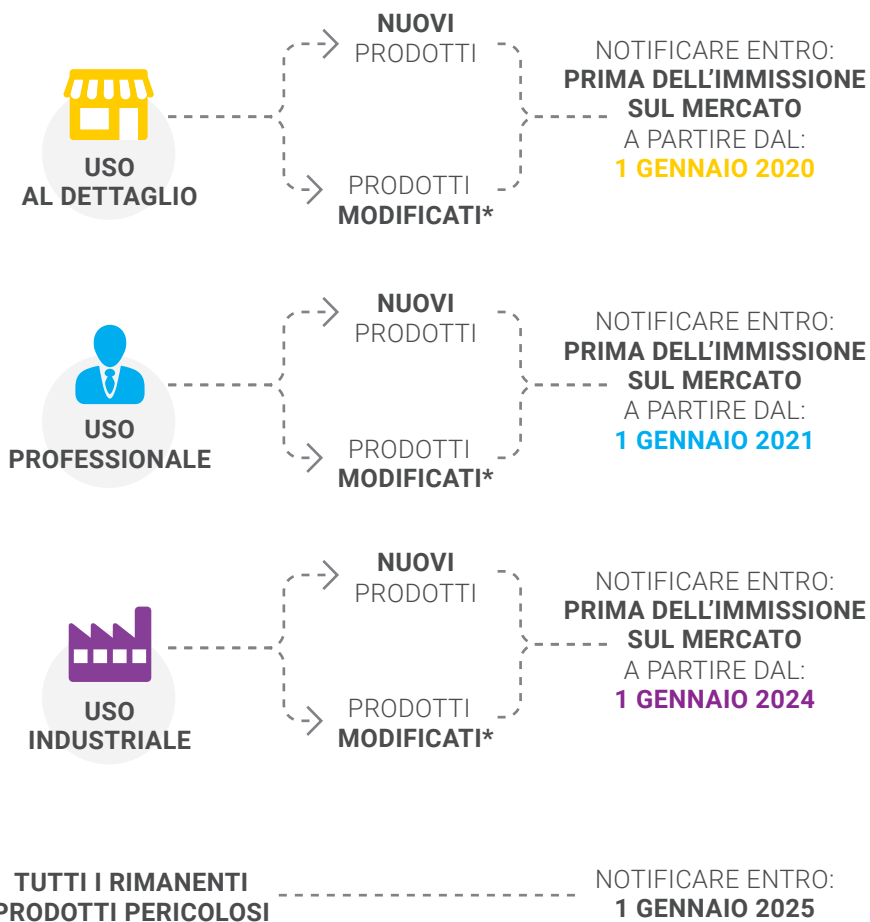 NUOVI
PRODOTTI
USO
AL DETTAGLIO
PRODOTTI
MODIFICATI*
NOTIFICARE ENTRO:
PRIMA DELL'IMMISSIONE
SUL MERCATO
A PARTIRE DAL:
1 GENNAIO 2020
NUOVI
PRODOTTI
USO
PROFESSIONALE
PRODOTTI
MODIFICATI*
NOTIFICARE ENTRO:
PRIMA DELL'IMMISSIONE
SUL MERCATO
A PARTIRE DAL:
1 GENNAIO 2021
NUOVI
PRODOTTI
USO
INDUSTRIALE
PRODOTTI
MODIFICATI*
NOTIFICARE ENTRO:
PRIMA DELL'IMMISSIONE
SUL MERCATO
A PARTIRE DAL:
1 GENNAIO 2024
TUTTI I RIMANENTI
PRODOTTI PERICOLOSI
NOTIFICARE ENTRO:
1 GENNAIO 2025